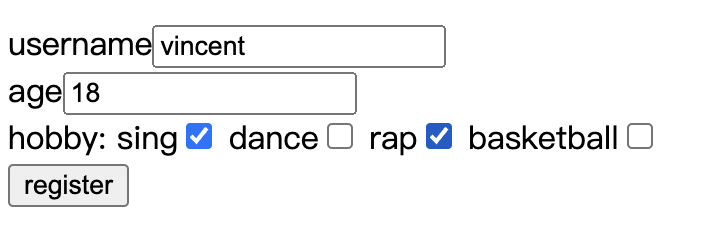 username vincent
age 18
hobby: sing dance rap basketball
register